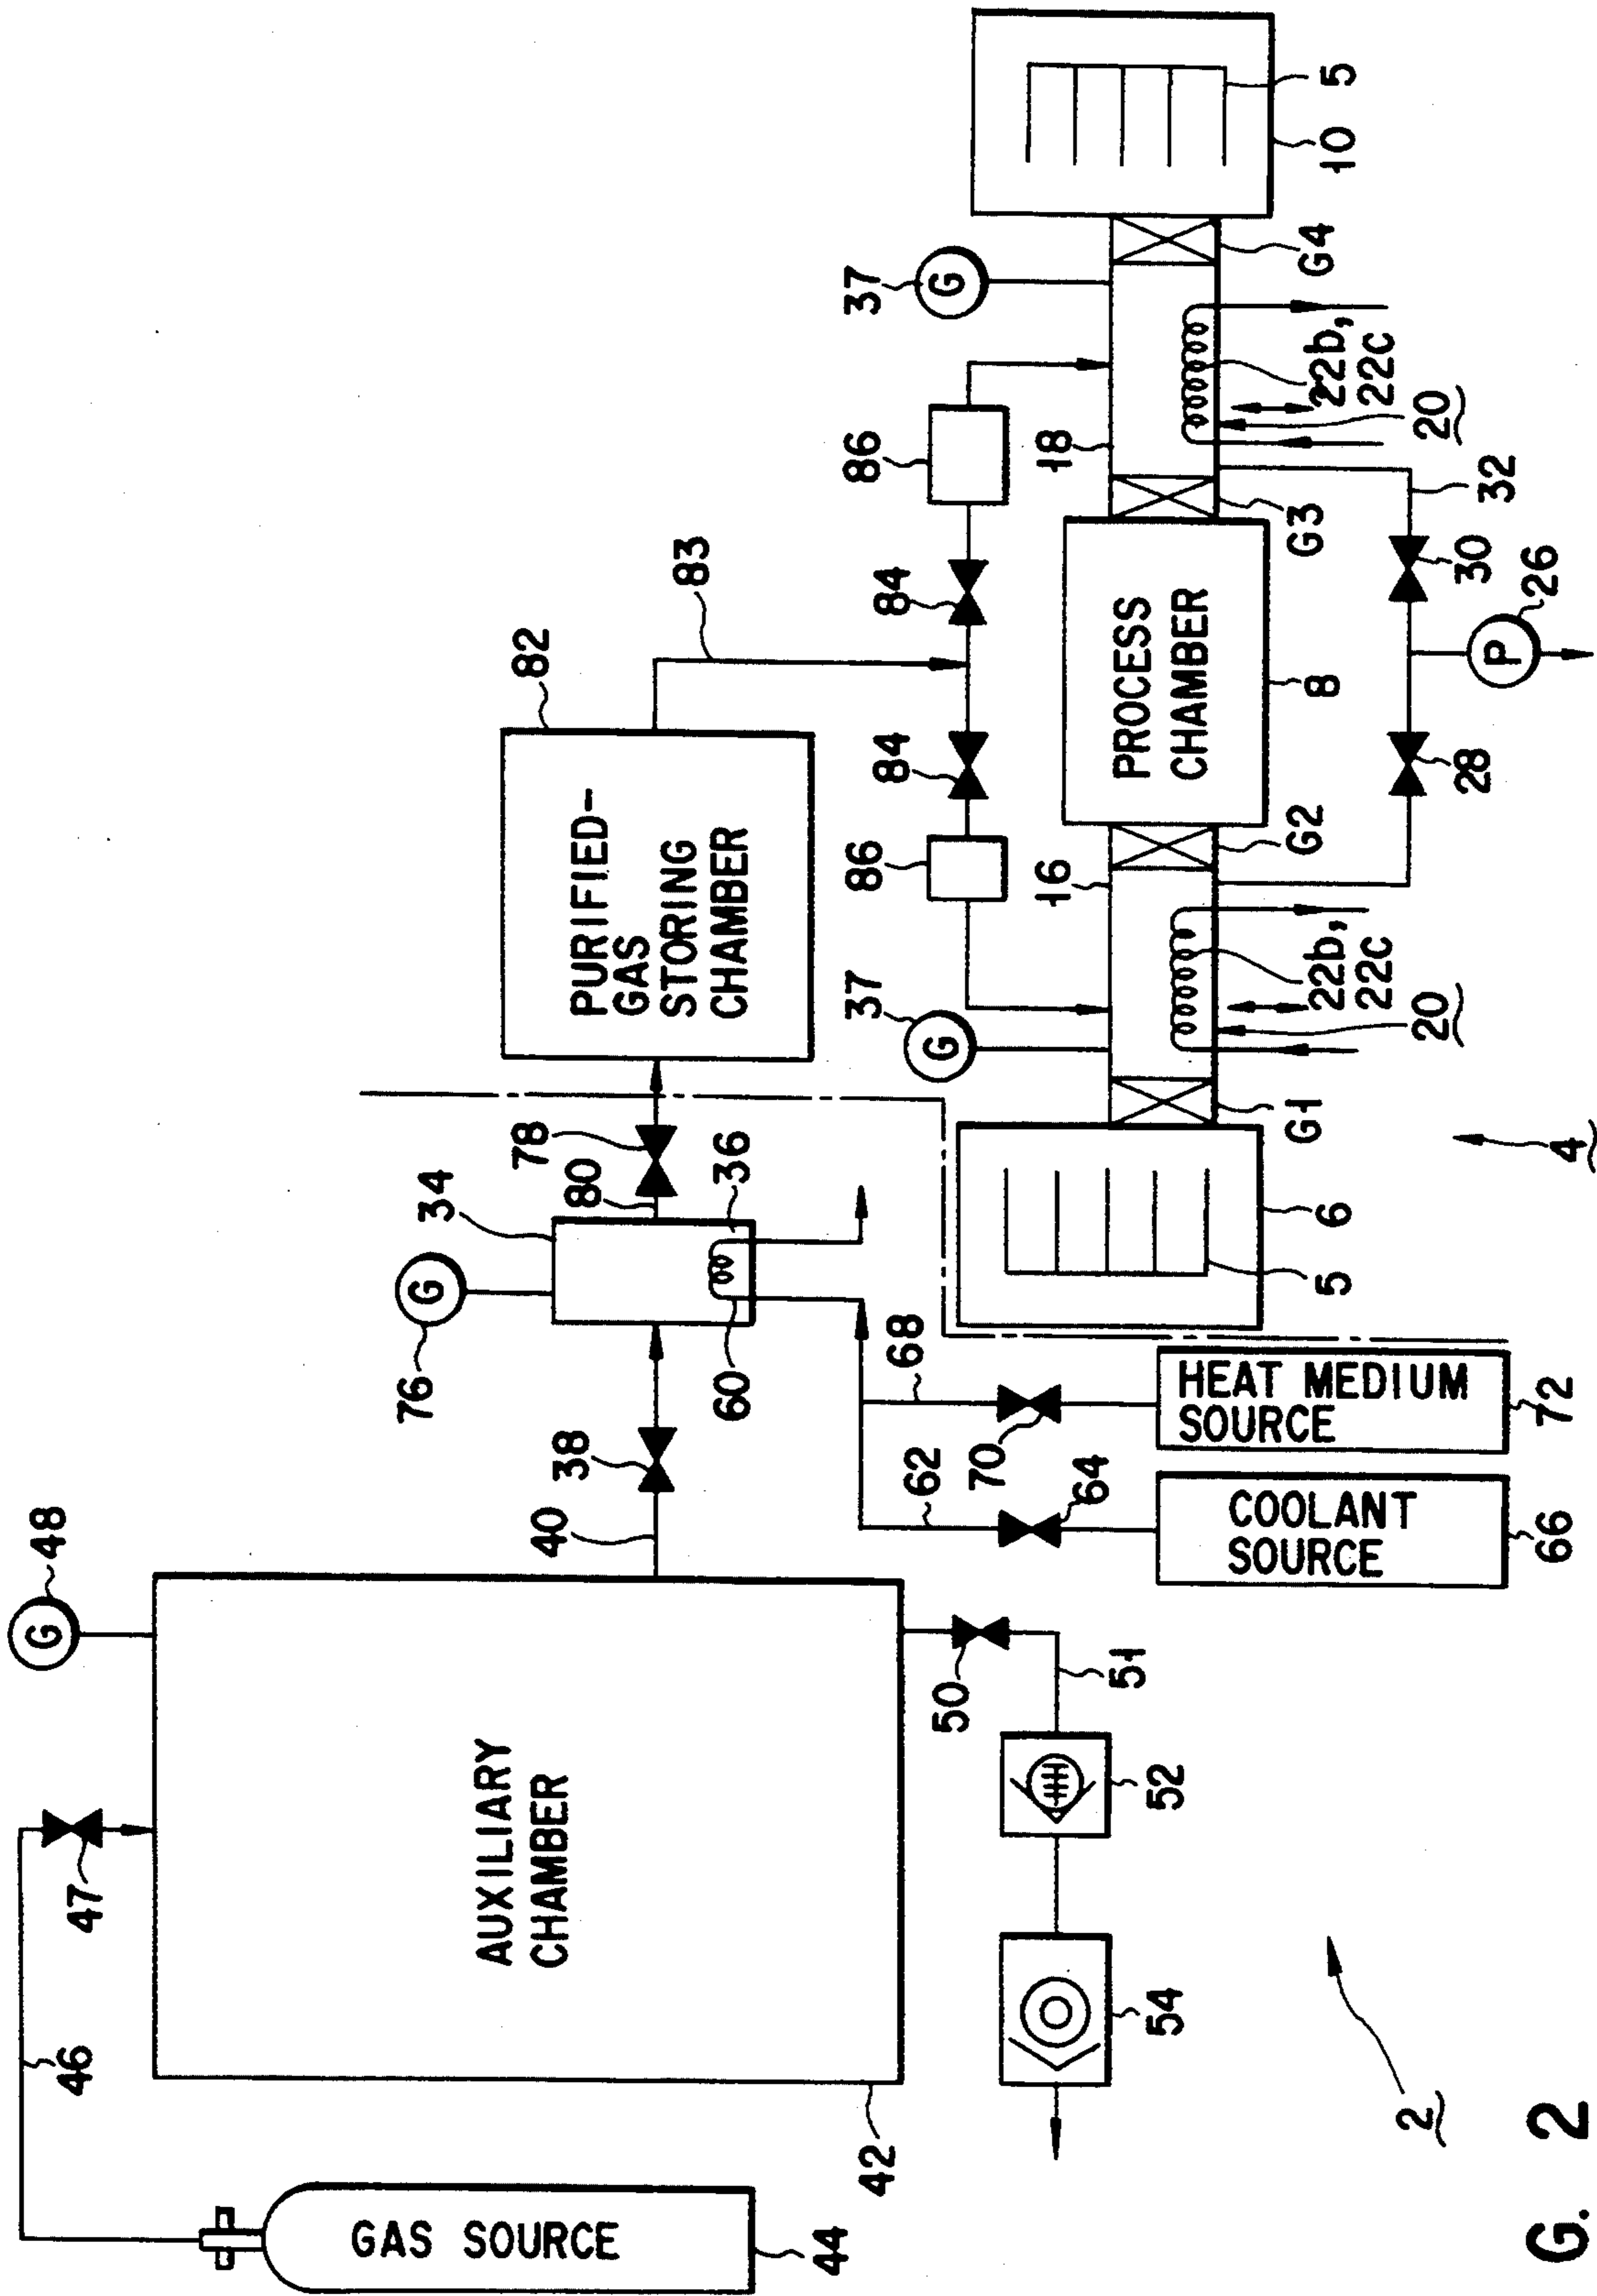 48
G
46
47
AUXILIARY
CHAMBER
42
GAS SOURCE
44
40
38
76
G
34
80
78
36
60
PURIFIED-
GAS
STORING
CHAMBER
82
83
50
51
52
54
62
68
64
70
COOLANT
SOURCE
66
HEAT MEDIUM
SOURCE
72
37
G
86
84
84
86
37
G
5
6
G1
16
22b,
22c
20
G2
PROCESS
CHAMBER
8
G3
18
22b,
22c
20
G4
10
5
28
P
26
30
32
4
2
G. 2